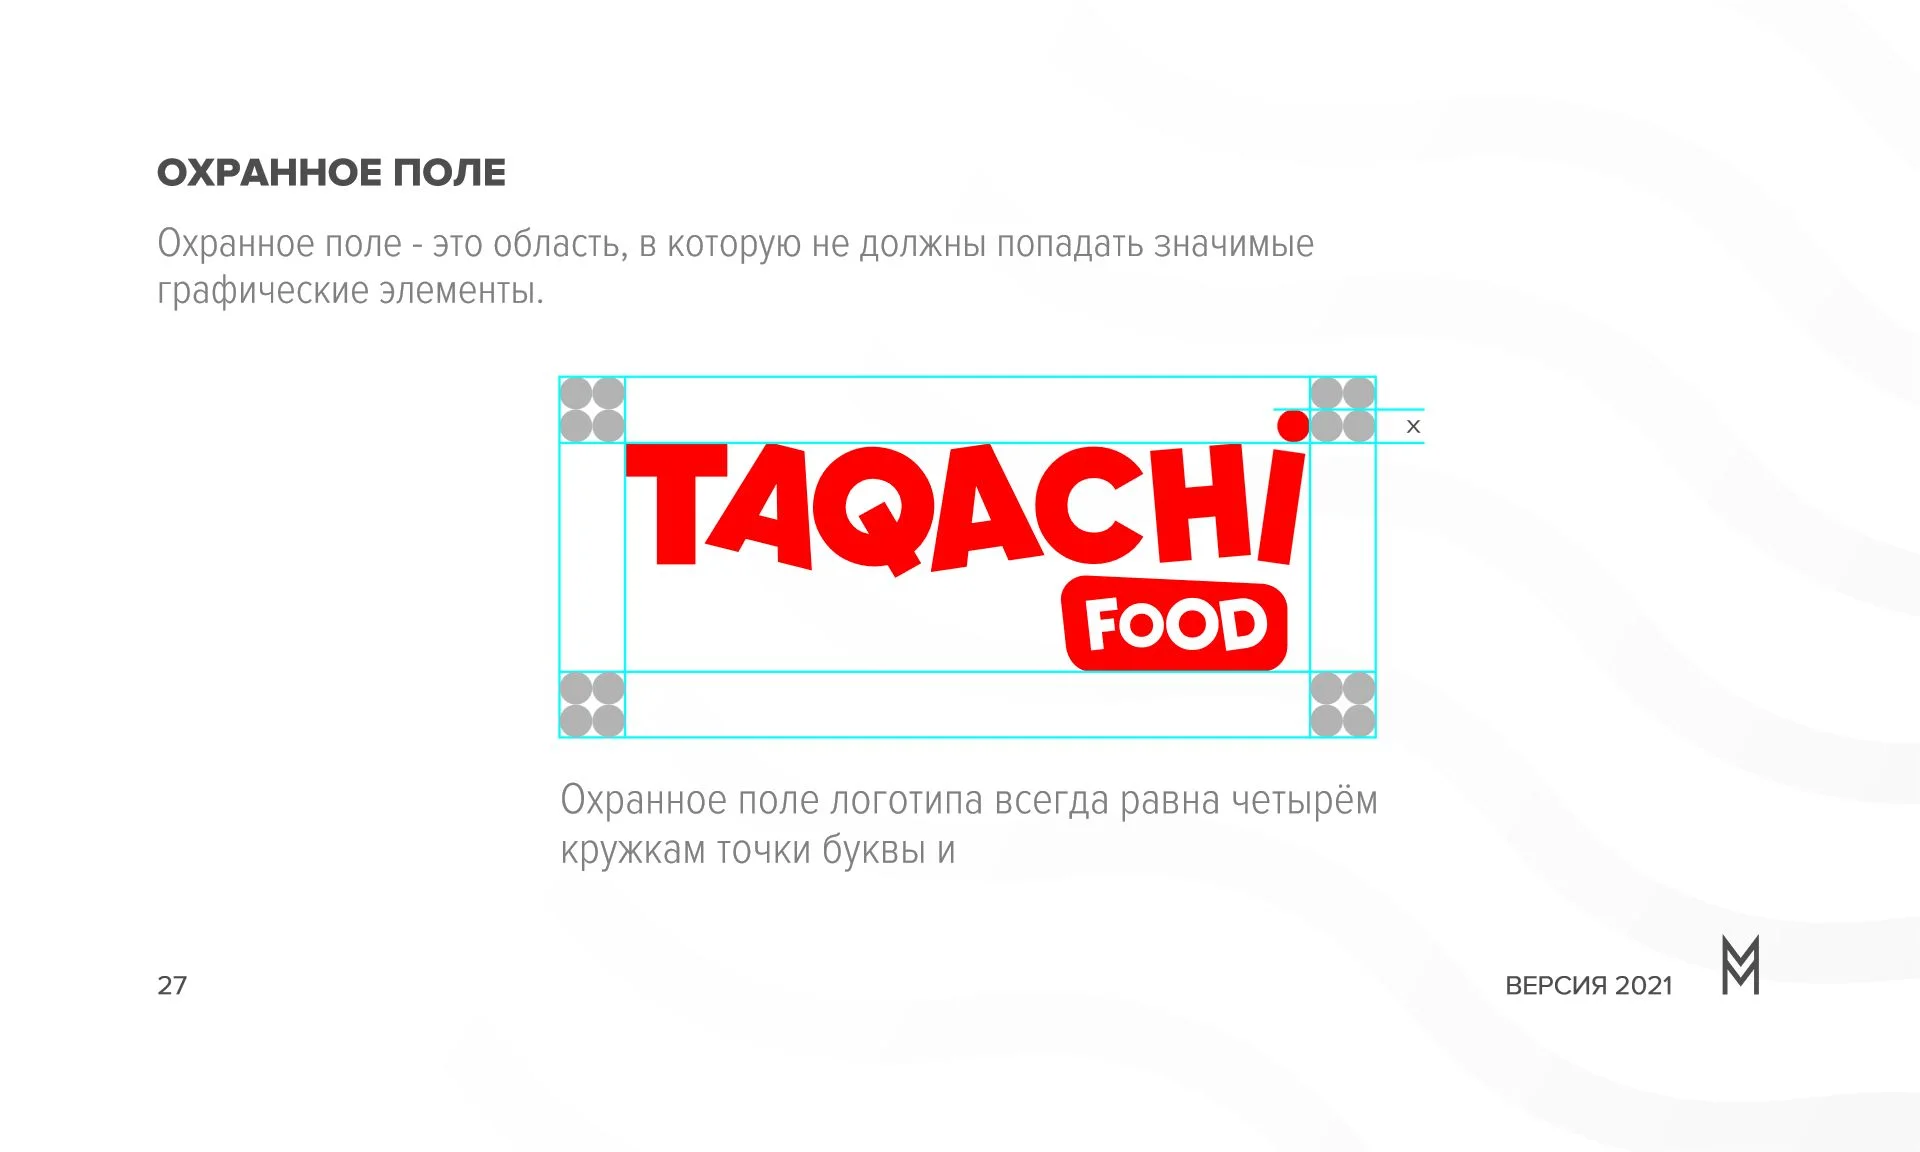 ОХРАННОЕ ПОЛЕ
Охранное поле - это область, в которую не должны попадать значимые
графические элементы.
x
TAQACHi
FOOD
Охранное поле логотипа всегда равна четырём
кружкам точки буквы и
27
ВЕРСИЯ 2021